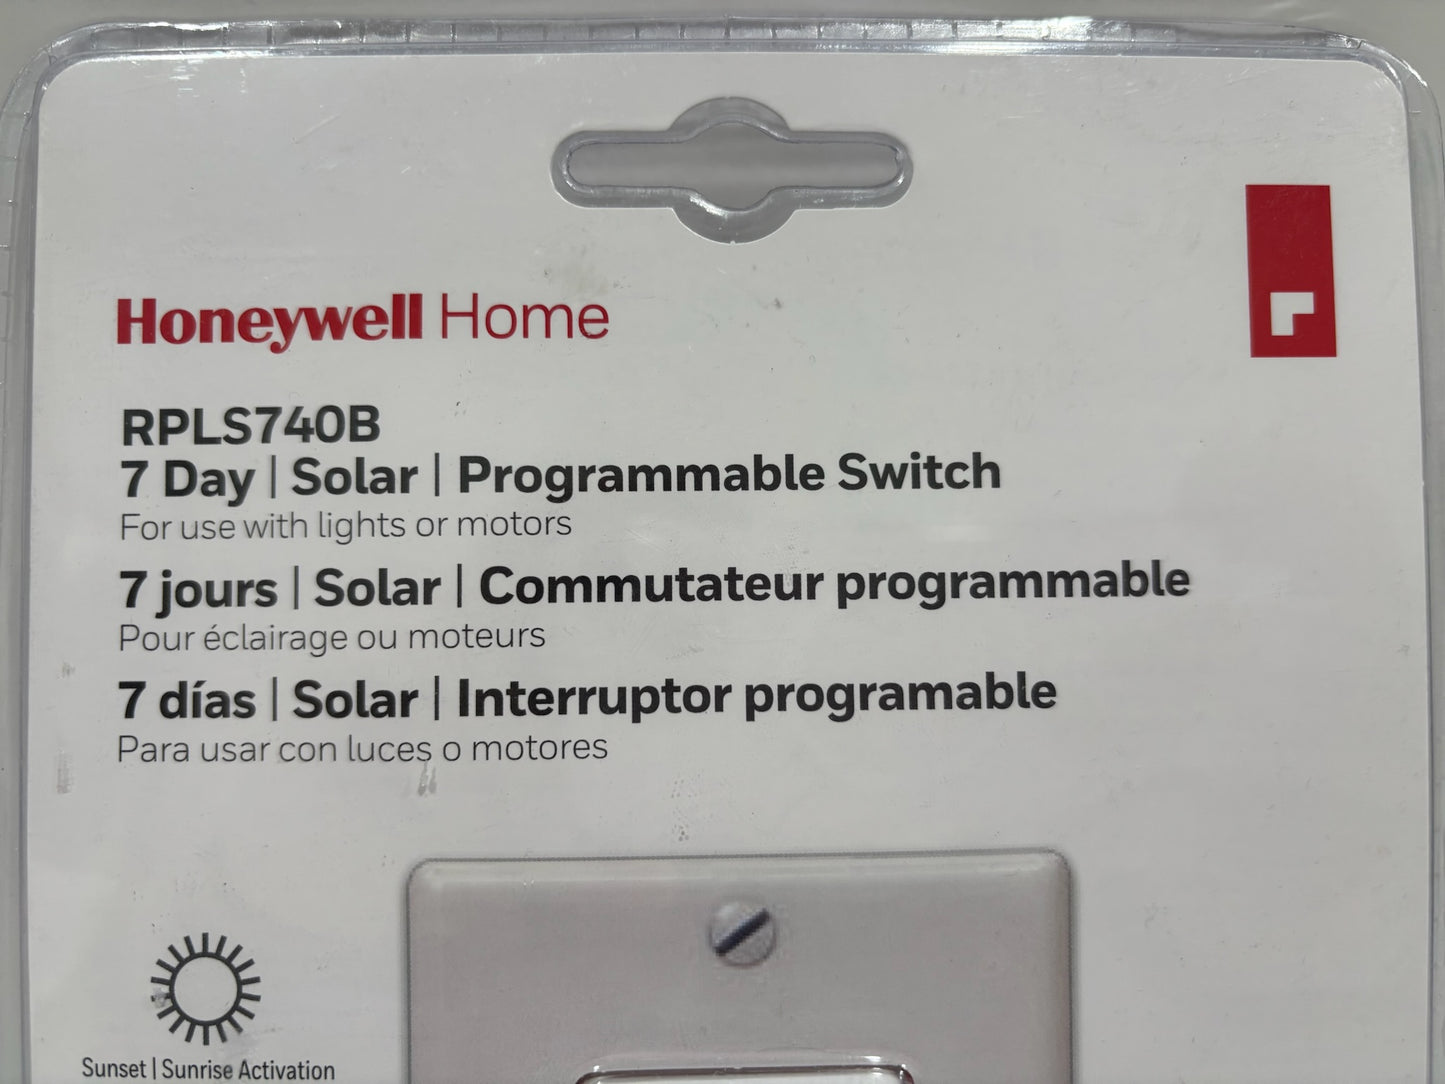 Honeywell Home
RPLS740B
7 Day | Solar | Programmable Switch
For use with lights or motors
7 jours | Solar | Commutateur programmable
Pour éclairage ou moteurs
7 días | Solar | Interruptor programable
Para usar con luces o motores
Sunset | Sunrise Activation